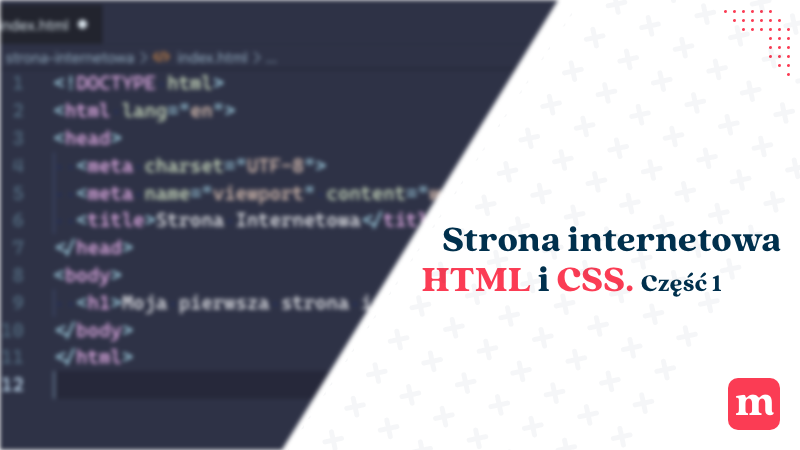 index.html
strona-internetowa > index.html > ...
1 <!DOCTYPE html>
2 <html lang="en">
3 <head>
4 <meta charset="UTF-8">
5 <meta name="viewport" content="
6 <title>Strona Internetowa</titl
7 </head>
8 <body>
9 <h1>Moja pierwsza strona i
10 </body>
11 </html>
12
Strona internetowa
HTML i CSS. Część 1
m